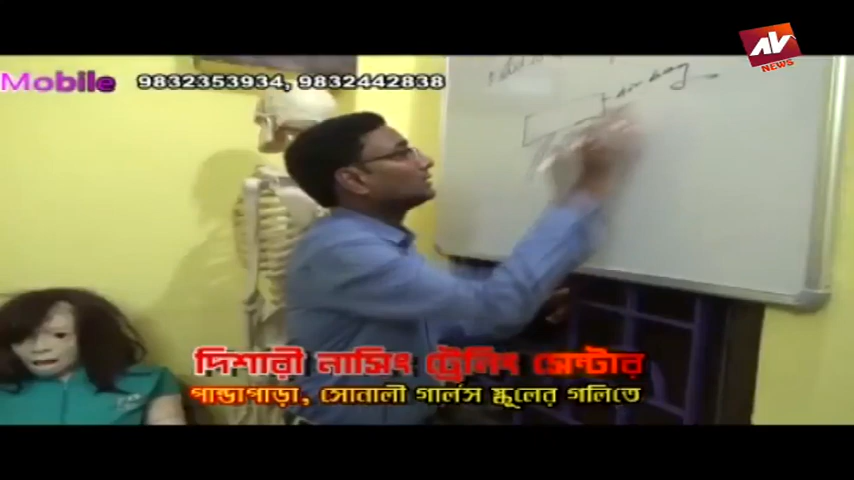 AV
NEWS
Mobile 9832353934, 9832442838
দিশারী নার্সিং ট্রেনিং সেন্টার
পান্ডাপাড়া, সোনালী গার্লস স্কুলের গলিতে